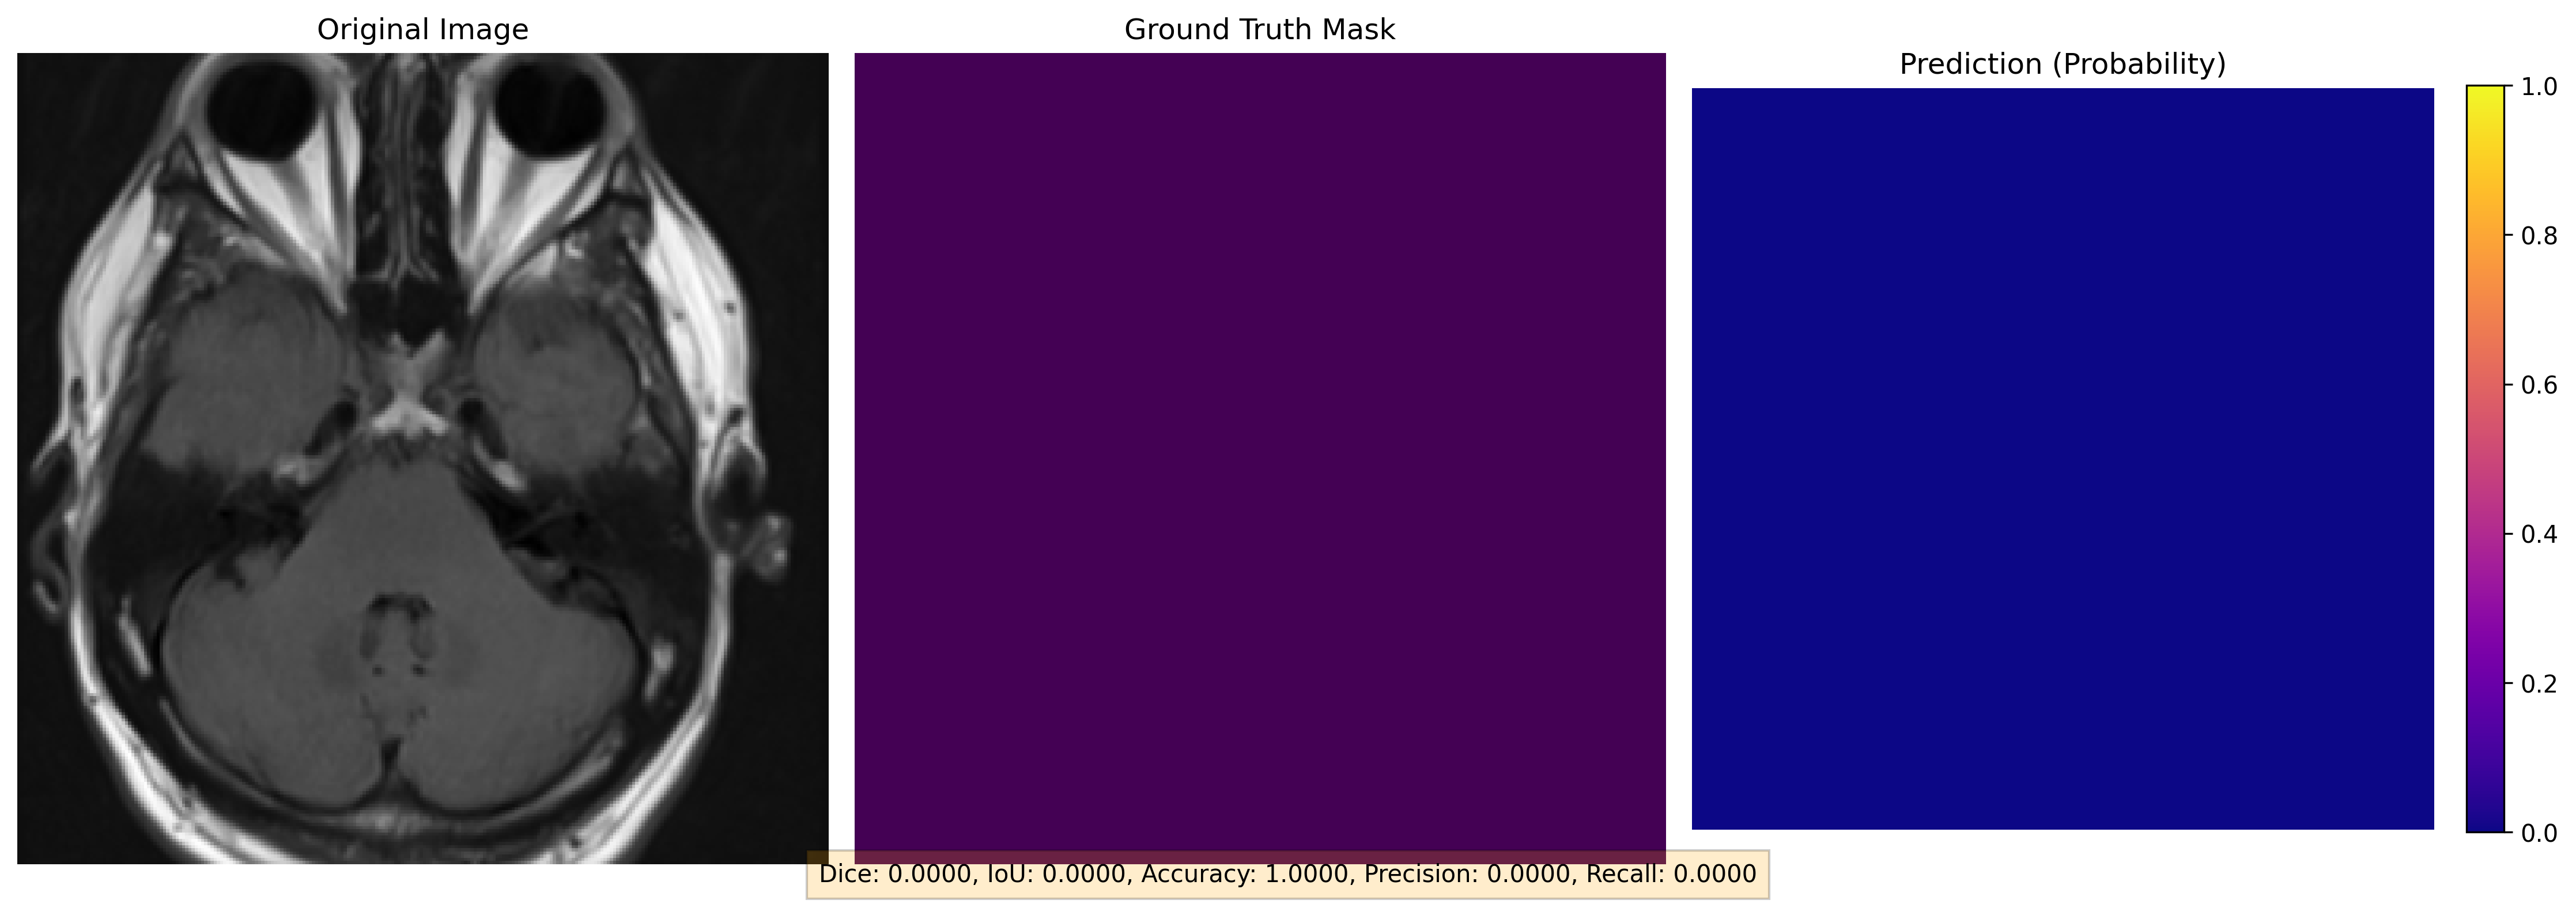 Original Image
Ground Truth Mask
Prediction (Probability)
1.0
0.8
0.6
0.4
0.2
0.0
Dice: 0.0000, IoU: 0.0000, Accuracy: 1.0000, Precision: 0.0000, Recall: 0.0000